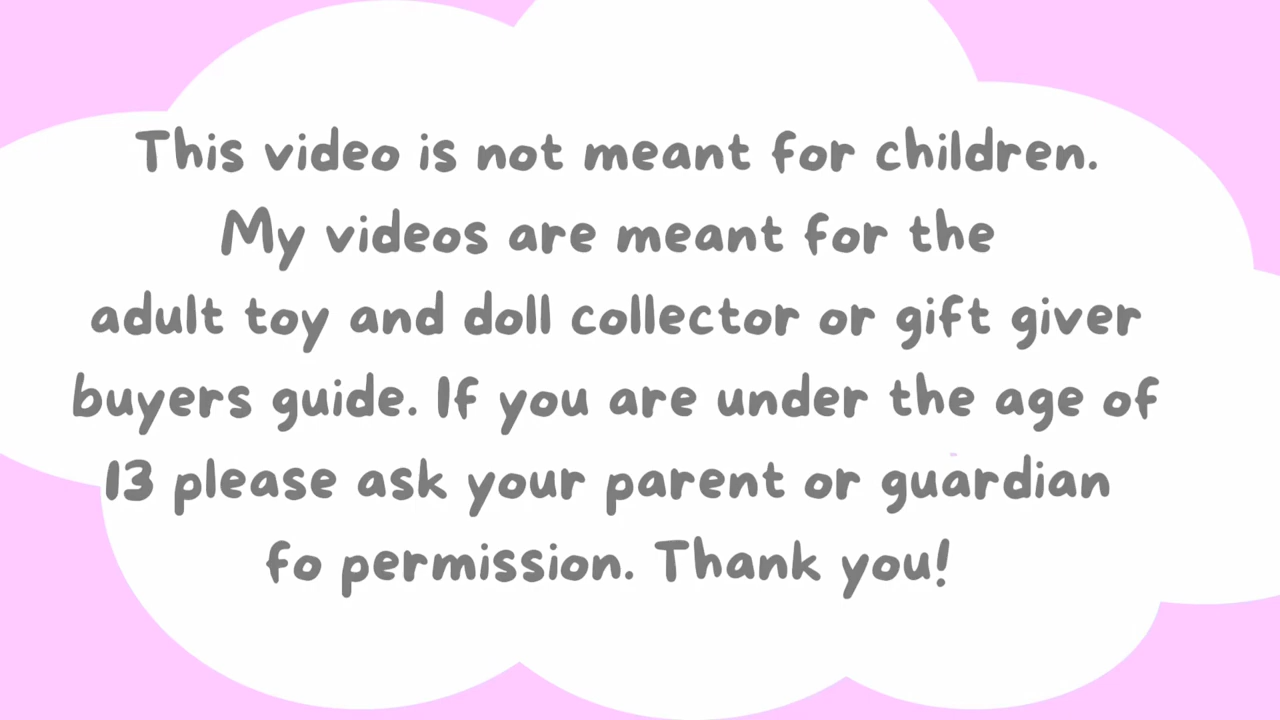 This video is not meant for children.
My videos are meant for the
adult toy and doll collector or gift giver
buyers guide. If you are under the age of
13 please ask your parent or guardian
fo permission. Thank you!